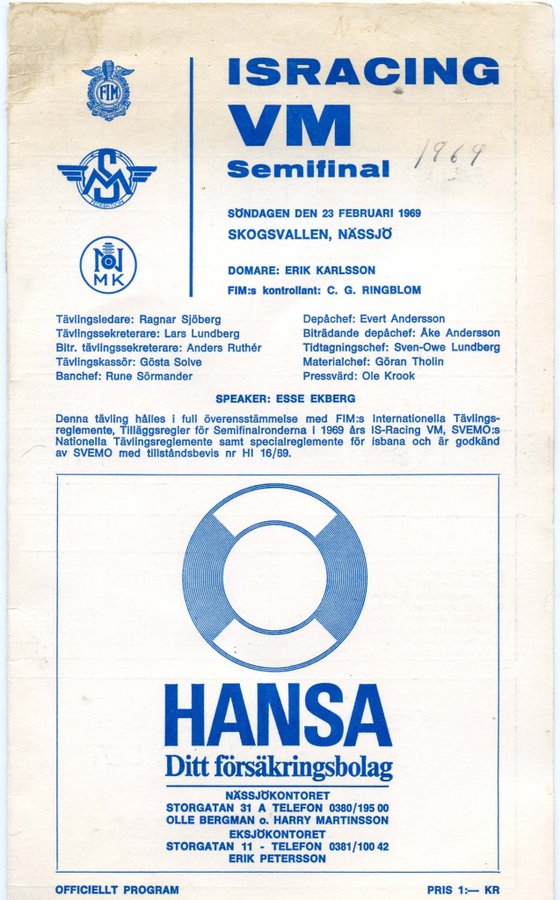 ISRACING
VM
Semifinal
1969
SÖNDAGEN DEN 23 FEBRUARI 1969
SKOGSVALLEN, NÄSSJÖ
DOMARE: ERIK KARLSSON
FIM:s kontrollant: C. G. RINGBLOM
FIM
SM
FEDERATION
N
MK
Tävlingsledare: Ragnar Sjöberg
Tävlingssekreterare: Lars Lundberg
Bitr. tävlingssekreterare: Anders Ruthér
Tävlingskassör: Gösta Solve
Banchef: Rune Sörmander
Depåchef: Evert Andersson
Biträdande depåchef: Åke Andersson
Tidtagningschef: Sven-Owe Lundberg
Materialchef: Göran Tholin
Pressvärd: Ole Krook
SPEAKER: ESSE EKBERG
Denna tävling hålles i full överensstämmelse med FIM:s Internationella Tävlings-
reglemente, Tilläggsregler för Semifinalronderna i 1969 års IS-Racing VM, SVEMO:s
Nationella Tävlingsreglemente samt specialreglemente för isbana och är godkänd
av SVEMO med tillståndsbevis nr HI 16/69.
HANSA
Ditt försäkringsbolag
NÄSSJÖKONTORET
STORGATAN 31 A TELEFON 0380/195 00
OLLE BERGMAN o. HARRY MARTINSSON
EKSJÖKONTORET
STORGATAN 11 - TELEFON 0381/100 42
ERIK PETERSSON
OFFICIELLT PROGRAM
PRIS 1:— KR